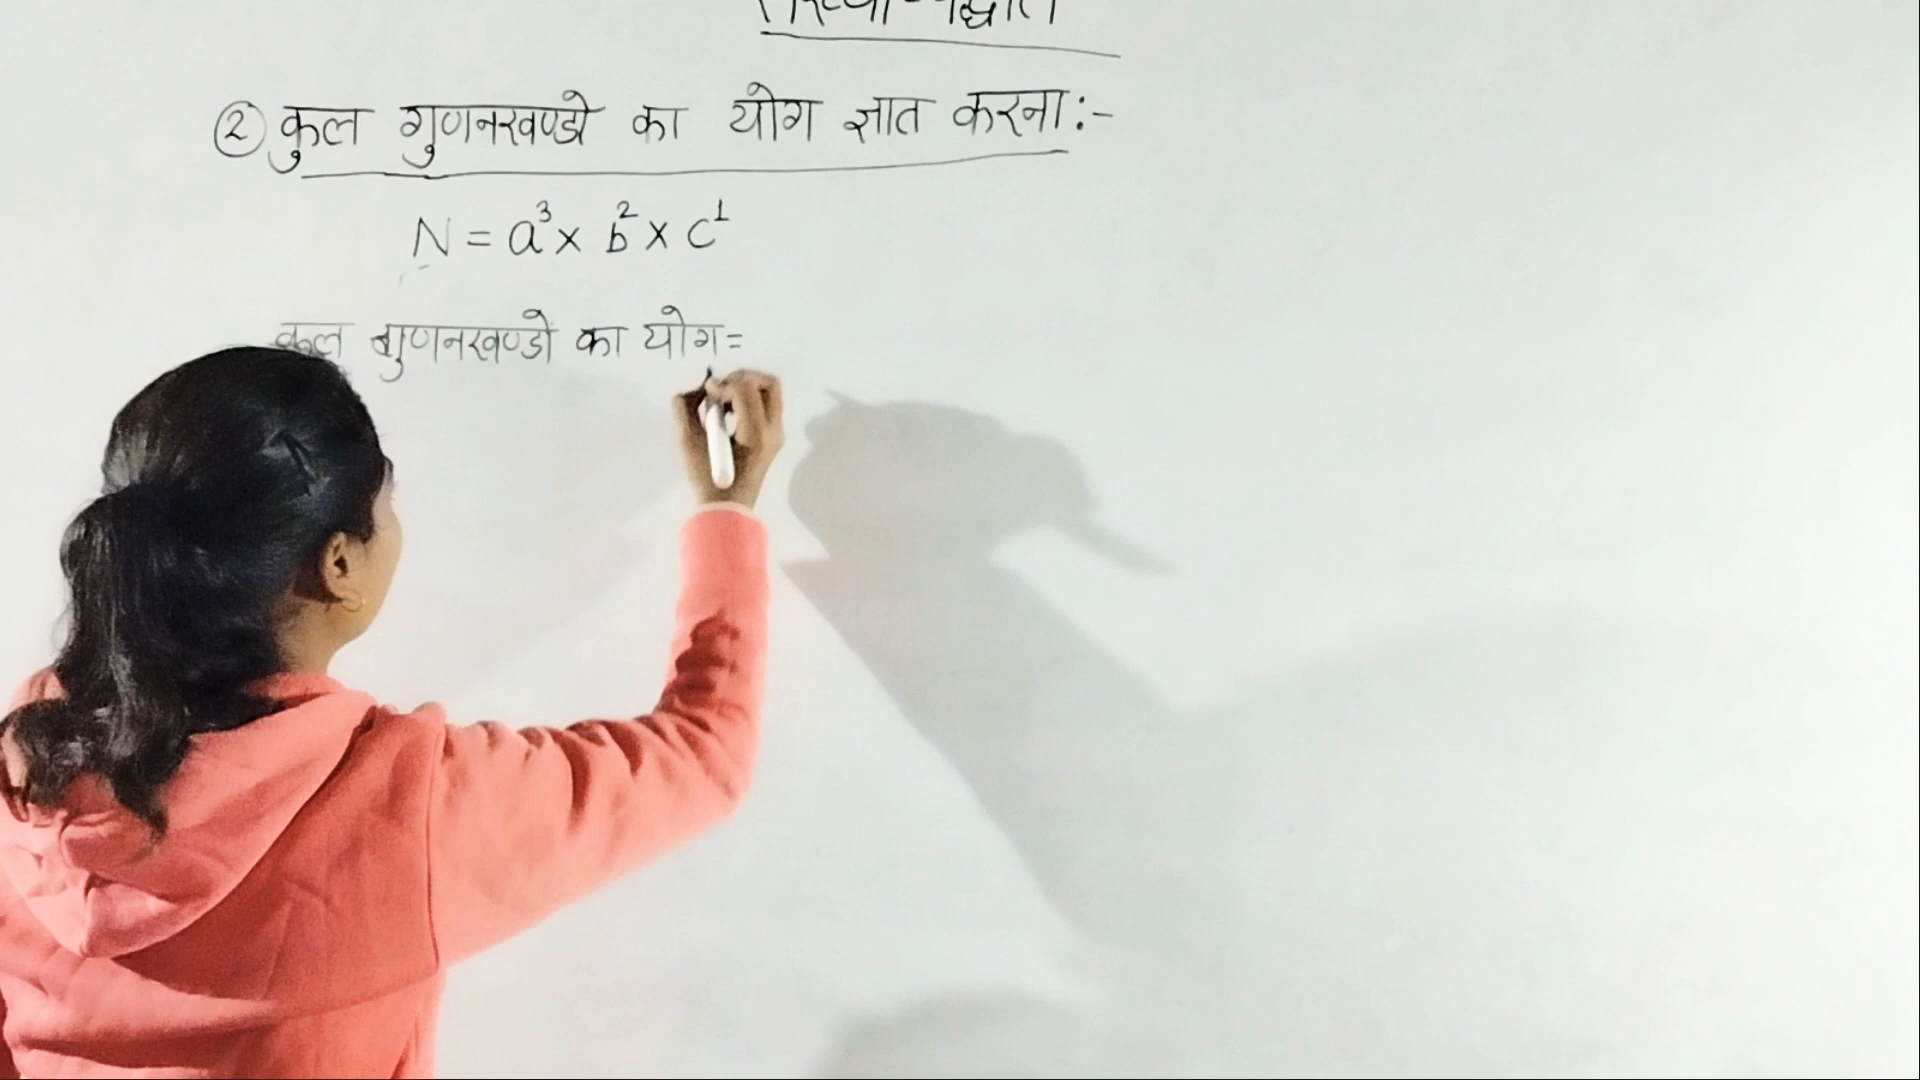 ② कुल गुणनखण्डो का योग ज्ञात करना:-
N = a³ × b² × c¹
कुल गुणनखण्डों का योग=